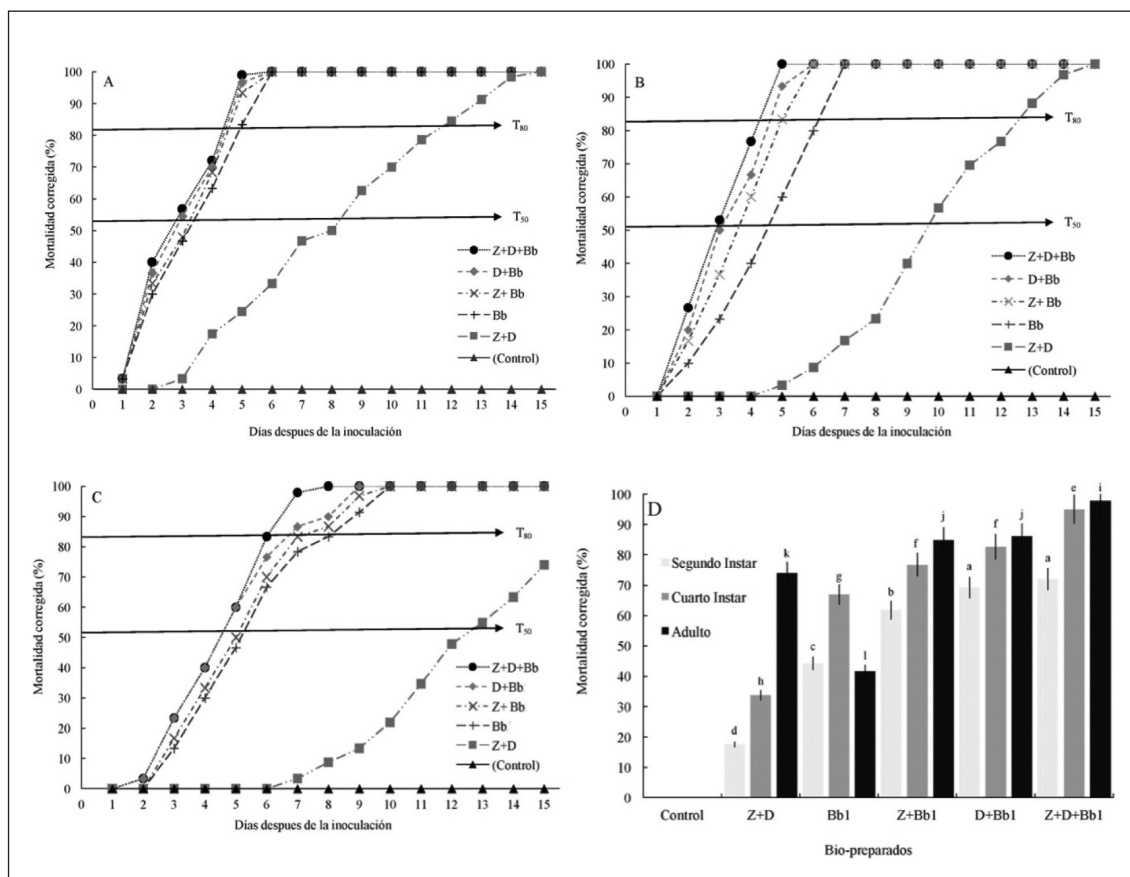 A
100
90
80
70
60
50
40
30
20
10
0
Mortalidad corregida (%)
T80
T50
Z+D+Bb
D+Bb
Z+ Bb
Bb
Z+D
(Control)
0 1 2 3 4 5 6 7 8 9 10 11 12 13 14 15
Días despues de la inoculación
B
100
90
80
70
60
50
40
30
20
10
0
Mortalidad corregida (%)
T80
T50
Z+D+Bb
D+Bb
Z+ Bb
Bb
Z+D
(Control)
0 1 2 3 4 5 6 7 8 9 10 11 12 13 14 15
Días despues de la inoculación
C
100
90
80
70
60
50
40
30
20
10
0
Mortalidad corregida (%)
T80
T50
Z+D+Bb
D+Bb
Z+ Bb
Bb
Z+D
(Control)
1 2 3 4 5 6 7 8 9 10 11 12 13 14 15
Días despues de la inoculación
D
100
90
80
70
60
50
40
30
20
10
0
Mortalidad corregida (%)
Segundo Instar
Cuarto Instar
Adulto
d h k c g l b f j a f j a e i
Control Z+D Bb1 Z+Bb1 D+Bb1 Z+D+Bb1
Bio-preparados